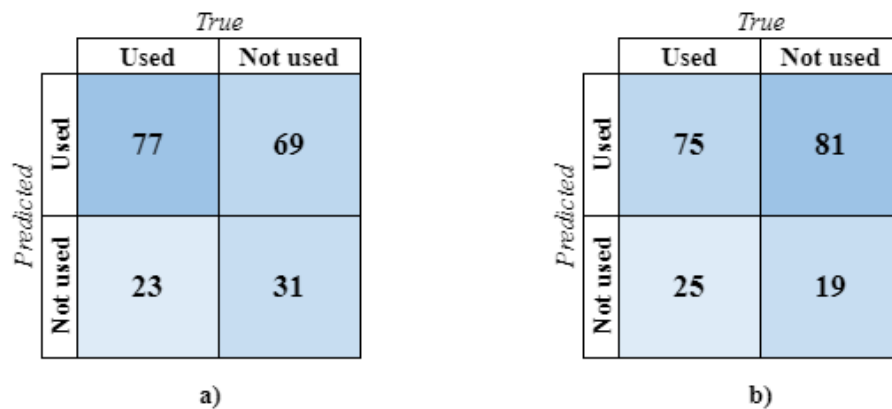 True
Used Not used
Predicted
Used
77 69
Not used
23 31
a)
True
Used Not used
Predicted
Used
75 81
Not used
25 19
b)